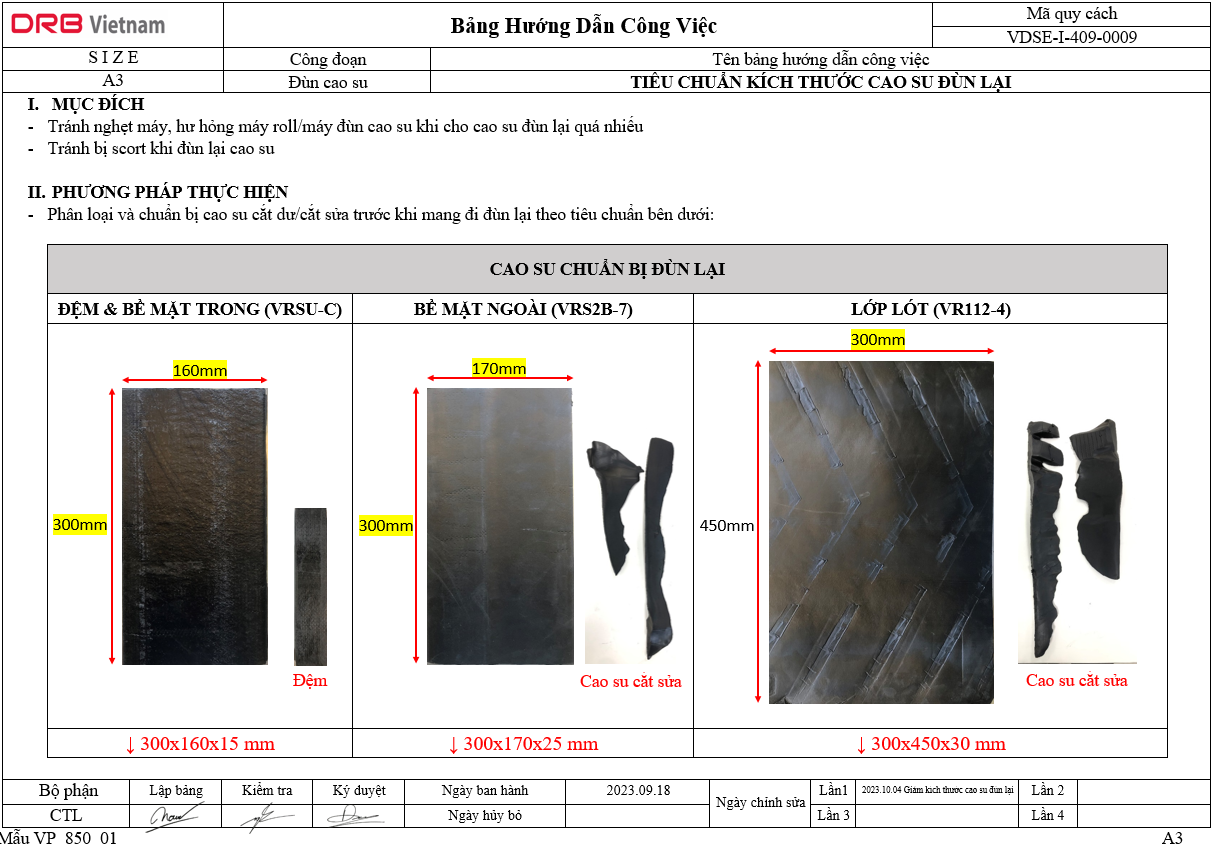 DRB Vietnam
Bảng Hướng Dẫn Công Việc
Mã quy cách
VDSE-I-409-0009
S I Z E
Công đoạn
Tên bảng hướng dẫn công việc
A3
Đùn cao su
TIÊU CHUẨN KÍCH THƯỚC CAO SU ĐÙN LẠI
I. MỤC ĐÍCH
- Tránh nghẹt máy, hư hỏng máy roll/máy đùn cao su khi cho cao su đùn lại quá nhiều
- Tránh bị scort khi đùn lại cao su
II. PHƯƠNG PHÁP THỰC HIỆN
- Phân loại và chuẩn bị cao su cắt dư/cắt sửa trước khi mang đi đùn lại theo tiêu chuẩn bên dưới:
CAO SU CHUẨN BỊ ĐÙN LẠI
ĐỆM & BỀ MẶT TRONG (VRSU-C)
BỀ MẶT NGOÀI (VRS2B-7)
LỚP LÓT (VR112-4)
160mm
300mm
Đệm
170mm
300mm
Cao su cắt sửa
300mm
450mm
Cao su cắt sửa
↓ 300x160x15 mm
↓ 300x170x25 mm
↓ 300x450x30 mm
Bộ phận
Lập bảng
Kiểm tra
Ký duyệt
Ngày ban hành
2023.09.18
Ngày chỉnh sửa
Lần1
2023.10.04 Giảm kích thước cao su đùn lại
Lần 2
CTL
Ngày hủy bỏ
Lần 3
Lần 4
Mẫu VP_850_01
A3